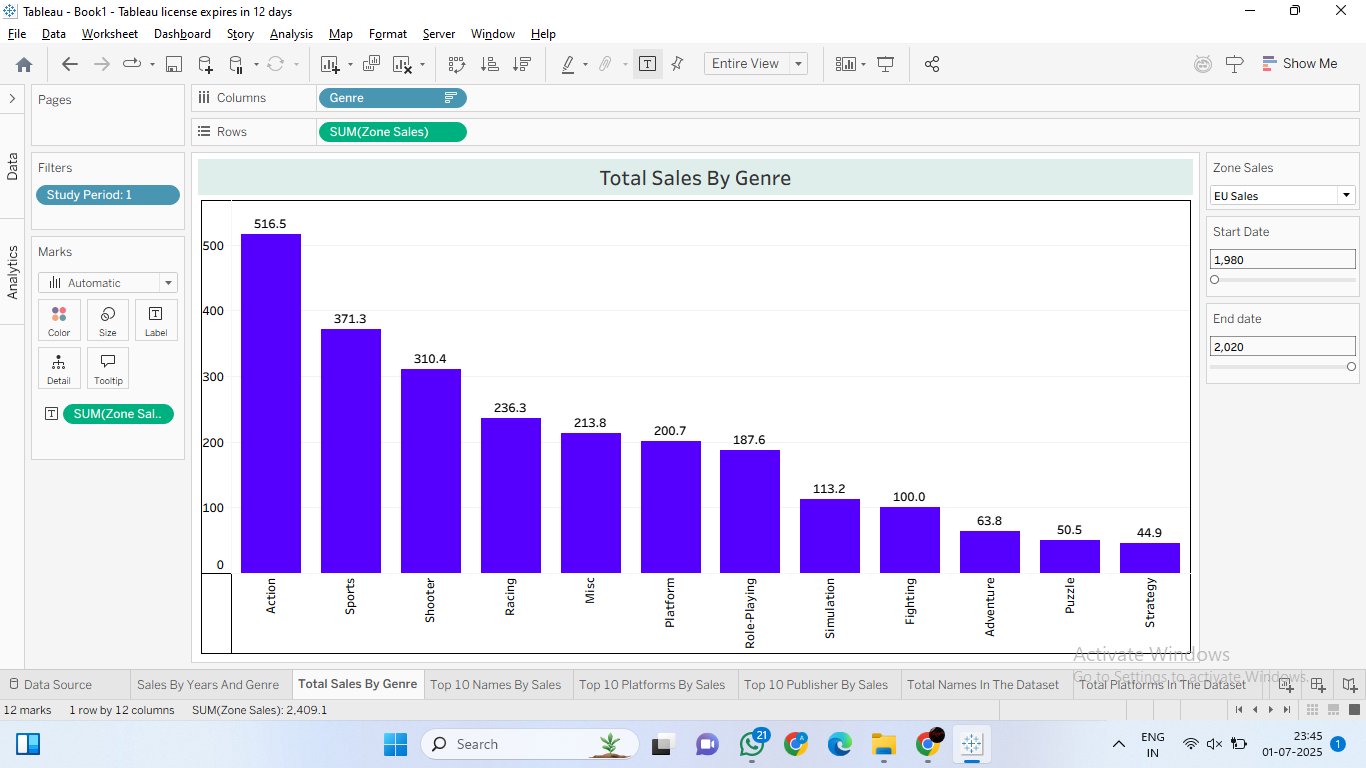 Tableau - Book1 - Tableau license expires in 12 days
File Data Worksheet Dashboard Story Analysis Map Format Server Window Help
Entire View
Show Me
Data
Analytics
Pages
Filters
Study Period: 1
Marks
Automatic
Color Size Label
Detail Tooltip
SUM(Zone Sal..
Columns Genre
Rows SUM(Zone Sales)
Total Sales By Genre
500
400
300
200
100
0
516.5
371.3
310.4
236.3
213.8
200.7
187.6
113.2
100.0
63.8
50.5
44.9
Action
Sports
Shooter
Racing
Misc
Platform
Role-Playing
Simulation
Fighting
Adventure
Puzzle
Strategy
Zone Sales
EU Sales
Start Date
1,980
End date
2,020
Activate Windows
Go to Settings to activate Windows.
Data Source Sales By Years And Genre Total Sales By Genre Top 10 Names By Sales Top 10 Platforms By Sales Top 10 Publisher By Sales Total Names In The Dataset Total Platforms In The Dataset
12 marks 1 row by 12 columns SUM(Zone Sales): 2,409.1
Search
21
ENG
IN
23:45
01-07-2025
1